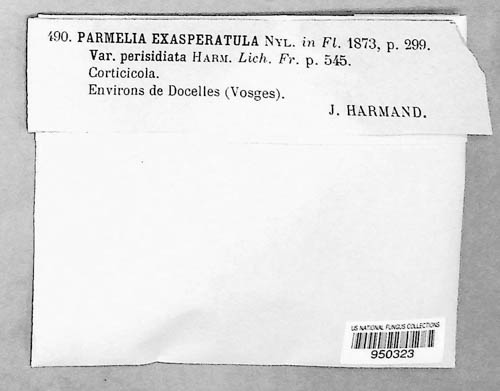 490. PARMELIA EXASPERATULA NYL. in Fl. 1873, p. 299.
Var. perisidiata HARM. Lich. Fr. p. 545.
Corticicola.
Environs de Docelles (Vosges).
J. HARMAND.
US NATIONAL FUNGUS COLLECTIONS
950323